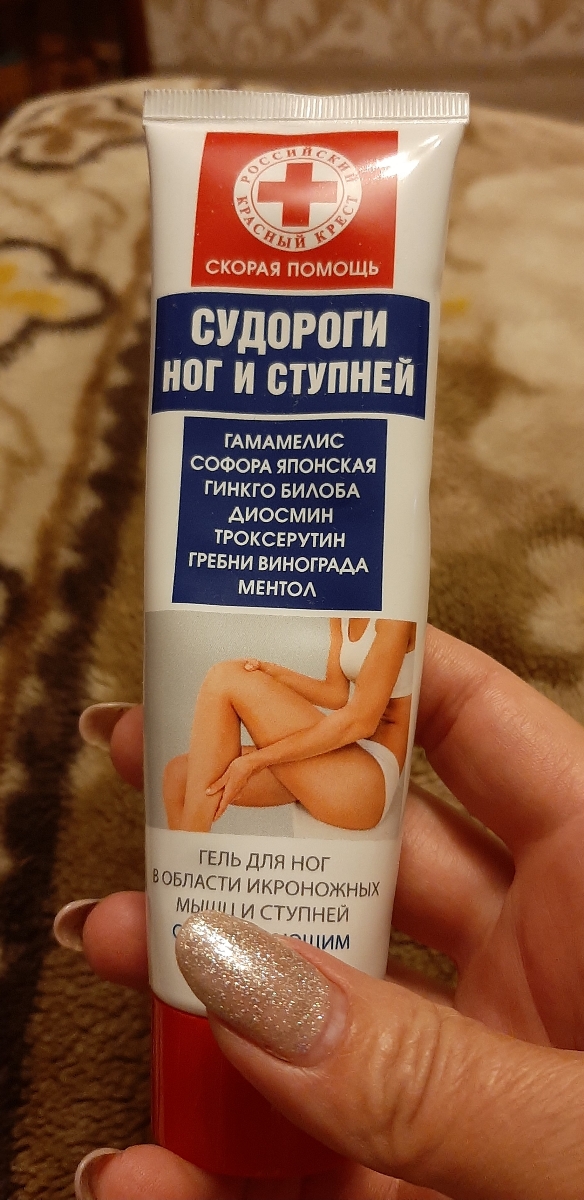 РОССИЙСКИЙ
КРАСНЫЙ КРЕСТ
СКОРАЯ ПОМОЩЬ
СУДОРОГИ
НОГ И СТУПНЕЙ
ГАМАМЕЛИС
СОФОРА ЯПОНСКАЯ
ГИНКГО БИЛОБА
ДИОСМИН
ТРОКСЕРУТИН
ГРЕБНИ ВИНОГРАДА
МЕНТОЛ
ГЕЛЬ ДЛЯ НОГ
В ОБЛАСТИ ИКРОНОЖНЫХ
МЫШЦ И СТУПНЕЙ